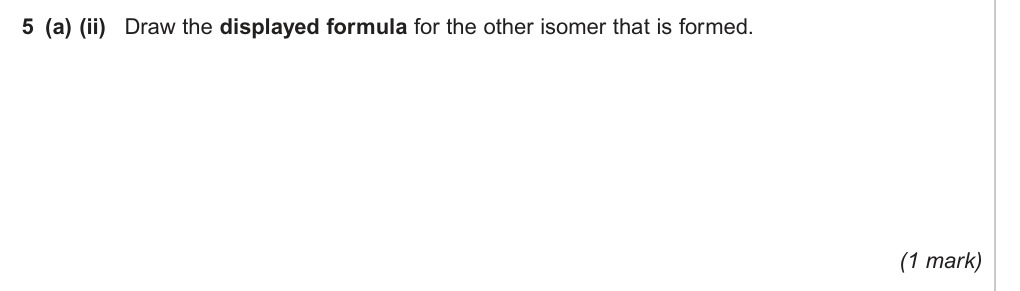 5 (a) (ii) Draw the displayed formula for the other isomer that is formed.
(1 mark)